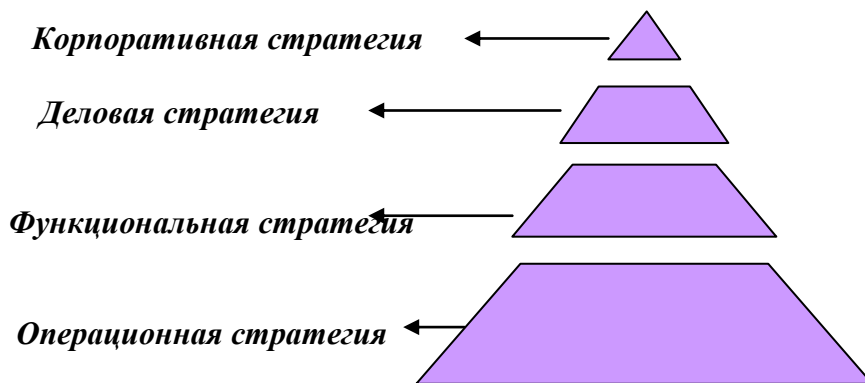 Корпоративная стратегия
Деловая стратегия
Функциональная стратегия
Операционная стратегия